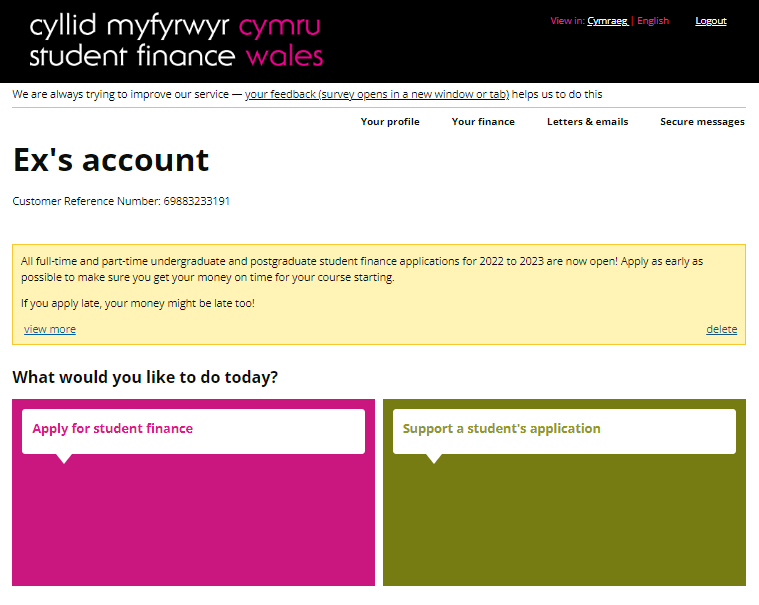 cyllid myfyrwyr cymru
student finance wales
View in: Cymraeg | English
Logout
We are always trying to improve our service — your feedback (survey opens in a new window or tab) helps us to do this
Your profile Your finance Letters & emails Secure messages
Ex's account
Customer Reference Number: 69883233191
All full-time and part-time undergraduate and postgraduate student finance applications for 2022 to 2023 are now open! Apply as early as
possible to make sure you get your money on time for your course starting.
If you apply late, your money might be late too!
view more delete
What would you like to do today?
Apply for student finance
Support a student's application